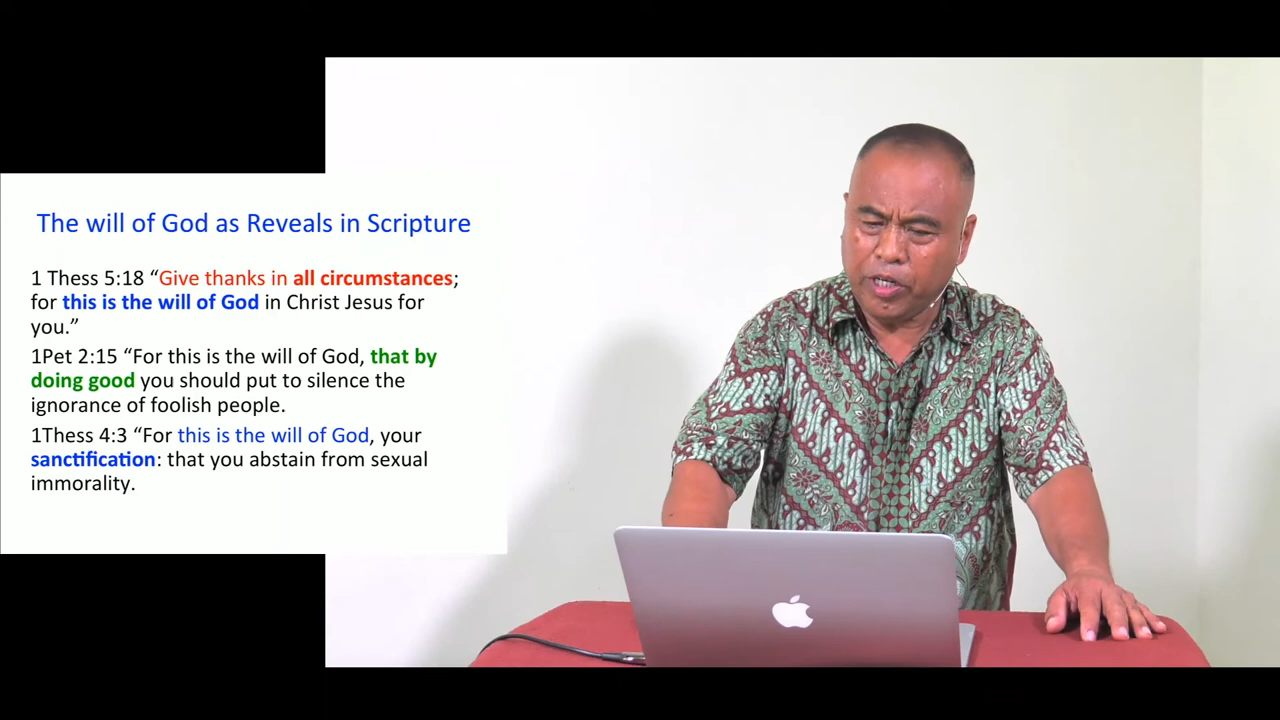 The will of God as Reveals in Scripture
1 Thess 5:18 “Give thanks in all circumstances;
for this is the will of God in Christ Jesus for
you.”
1Pet 2:15 “For this is the will of God, that by
doing good you should put to silence the
ignorance of foolish people.
1Thess 4:3 “For this is the will of God, your
sanctification: that you abstain from sexual
immorality.